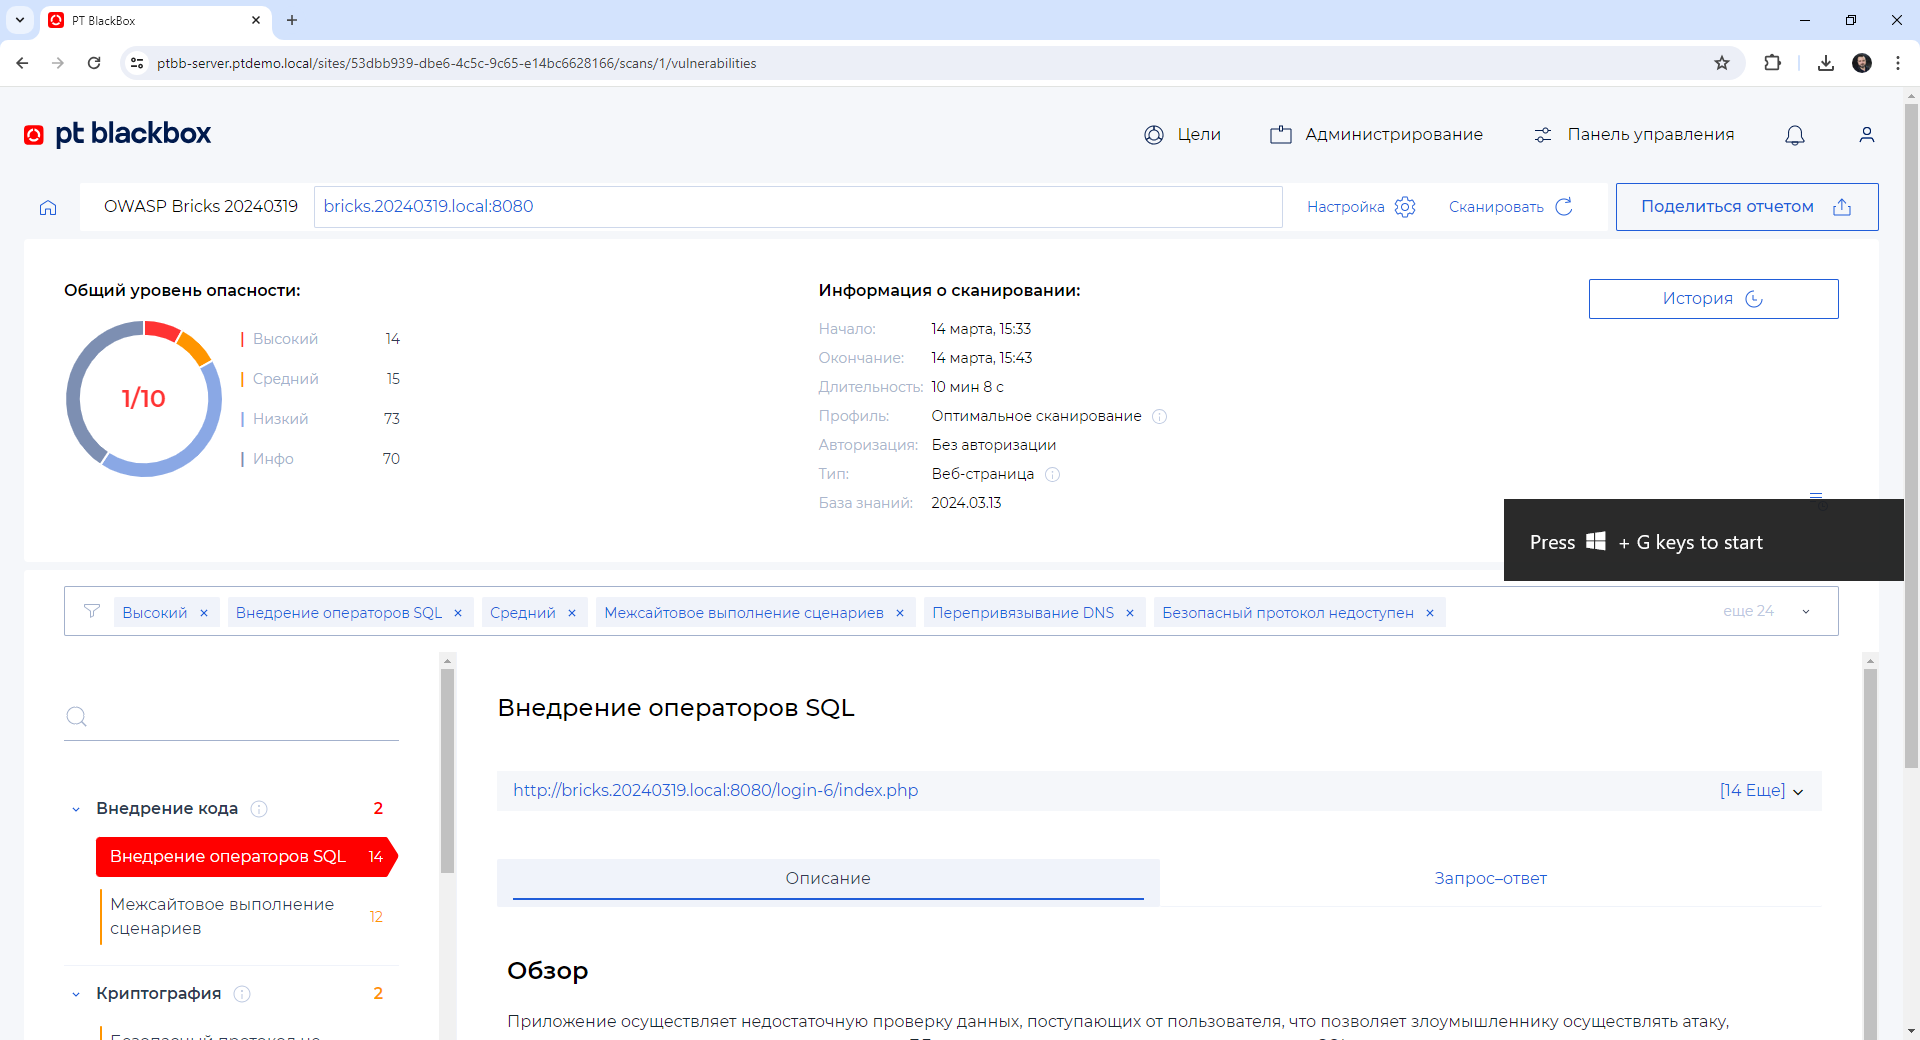 PT BlackBox
ptbb-server.ptdemo.local/sites/53dbb939-dbe6-4c5c-9c65-e14bc6628166/scans/1/vulnerabilities
pt blackbox
Цели
Администрирование
Панель управления
OWASP Bricks 20240319
bricks.20240319.local:8080
Настройка
Сканировать
Поделиться отчетом
Общий уровень опасности:
1/10
Высокий 14
Средний 15
Низкий 73
Инфо 70
Информация о сканировании:
Начало: 14 марта, 15:33
Окончание: 14 марта, 15:43
Длительность: 10 мин 8 с
Профиль: Оптимальное сканирование
Авторизация: Без авторизации
Тип: Веб-страница
База знаний: 2024.03.13
История
Press + G keys to start
Высокий × Внедрение операторов SQL × Средний × Межсайтовое выполнение сценариев × Перепривязывание DNS × Безопасный протокол недоступен × еще 24
Внедрение кода 2
Внедрение операторов SQL 14
Межсайтовое выполнение
сценариев
12
Криптография 2
Безопасный протокол не
Внедрение операторов SQL
http://bricks.20240319.local:8080/login-6/index.php [14 Еще]
Описание
Запрос–ответ
Обзор
Приложение осуществляет недостаточную проверку данных, поступающих от пользователя, что позволяет злоумышленнику осуществлять атаку,